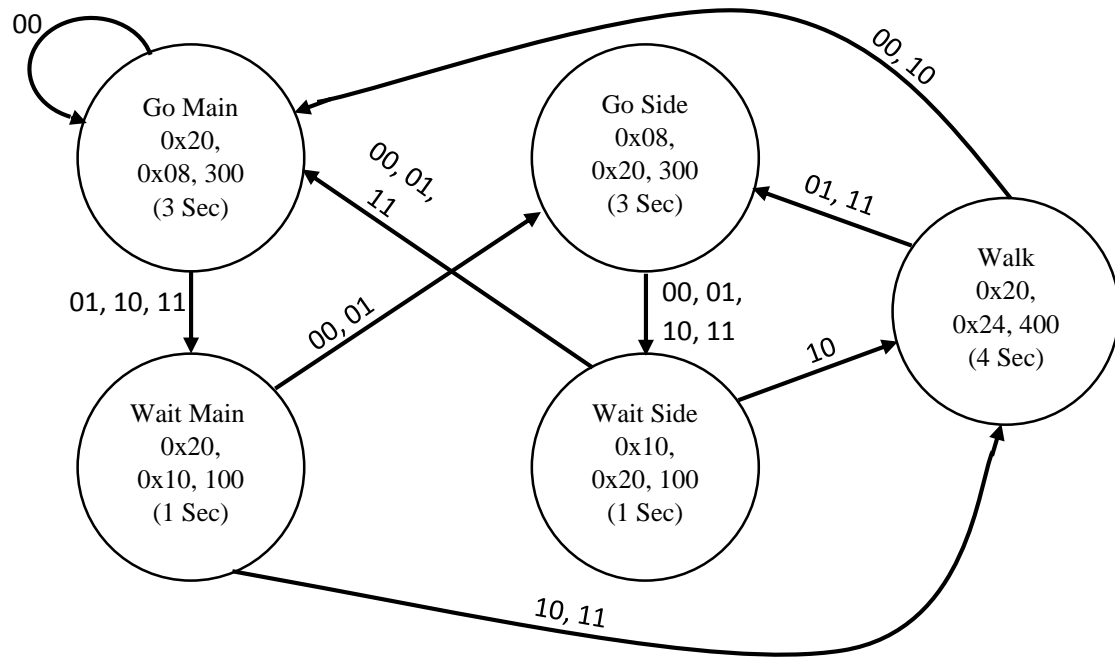 00
Go Main
0x20,
0x08, 300
(3 Sec)
Go Side
0x08,
0x20, 300
(3 Sec)
00, 10
00, 01,
11
01, 11
Walk
0x20,
0x24, 400
(4 Sec)
01, 10, 11
00, 01
00, 01,
10, 11
10
Wait Main
0x20,
0x10, 100
(1 Sec)
Wait Side
0x10,
0x20, 100
(1 Sec)
10, 11